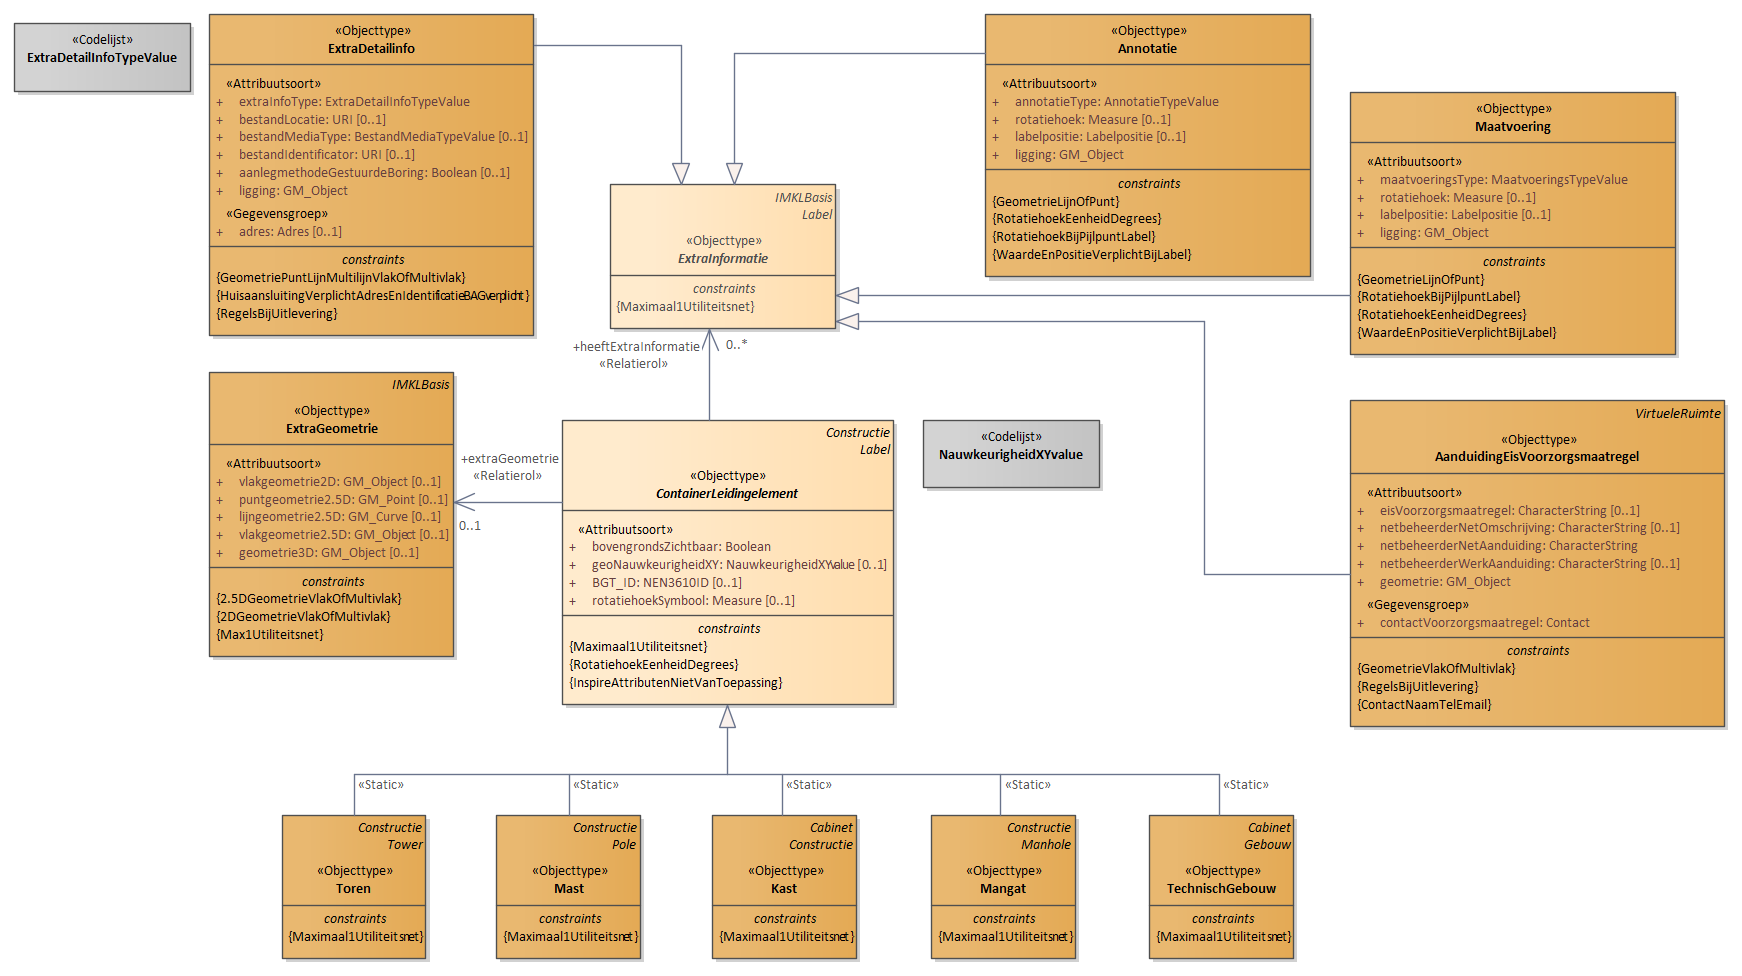 «Codelijst»
ExtraDetailInfoTypeValue
«Objecttype»
ExtraDetailinfo
«Attribuutsoort»
+ extraInfoType: ExtraDetailInfoTypeValue
+ bestandLocatie: URI [0..1]
+ bestandMediaType: BestandMediaTypeValue [0..1]
+ bestandIdentificator: URI [0..1]
+ aanlegmethodeGestuurdeBoring: Boolean [0..1]
+ ligging: GM_Object
«Gegevensgroep»
+ adres: Adres [0..1]
constraints
{GeometriePuntLijnMultilijnVlakOfMultivlak}
{HuisaansluitingVerplichtAdresEnIdentificatieBAGverplicht}
{RegelsBijUitlevering}
«Objecttype»
Annotatie
«Attribuutsoort»
+ annotatieType: AnnotatieTypeValue
+ rotatiehoek: Measure [0..1]
+ labelpositie: Labelpositie [0..1]
+ ligging: GM_Object
constraints
{GeometrieLijnOfPunt}
{RotatiehoekEenheidDegrees}
{RotatiehoekBijPijlpuntLabel}
{WaardeEnPositieVerplichtBijLabel}
«Objecttype»
Maatvoering
«Attribuutsoort»
+ maatvoeringsType: MaatvoeringsTypeValue
+ rotatiehoek: Measure [0..1]
+ labelpositie: Labelpositie [0..1]
+ ligging: GM_Object
constraints
{GeometrieLijnOfPunt}
{RotatiehoekBijPijlpuntLabel}
{RotatiehoekEenheidDegrees}
{WaardeEnPositieVerplichtBijLabel}
IMKLBasis
Label
«Objecttype»
ExtraInformatie
constraints
{Maximaal1Utiliteitsnet}
+heeftExtraInformatie
«Relatierol»
0..*
IMKLBasis
«Objecttype»
ExtraGeometrie
«Attribuutsoort»
+ vlakgeometrie2D: GM_Object [0..1]
+ puntgeometrie2.5D: GM_Point [0..1]
+ lijngeometrie2.5D: GM_Curve [0..1]
+ vlakgeometrie2.5D: GM_Object [0..1]
+ geometrie3D: GM_Object [0..1]
constraints
{2.5DGeometrieVlakOfMultivlak}
{2DGeometrieVlakOfMultivlak}
{Max1Utiliteitsnet}
+extraGeometrie
«Relatierol»
0..1
Constructie
Label
«Objecttype»
ContainerLeidingelement
«Attribuutsoort»
+ bovengrondsZichtbaar: Boolean
+ geoNauwkeurigheidXY: NauwkeurigheidXYvalue [0..1]
+ BGT_ID: NEN3610ID [0..1]
+ rotatiehoekSymbool: Measure [0..1]
constraints
{Maximaal1Utiliteitsnet}
{RotatiehoekEenheidDegrees}
{InspireAttributenNietVanToepassing}
«Codelijst»
NauwkeurigheidXYvalue
VirtueleRuimte
«Objecttype»
AanduidingEisVoorzorgsmaatregel
«Attribuutsoort»
+ eisVoorzorgsmaatregel: CharacterString [0..1]
+ netbeheerderNetOmschrijving: CharacterString [0..1]
+ netbeheerderNetAanduiding: CharacterString
+ netbeheerderWerkAanduiding: CharacterString [0..1]
+ geometrie: GM_Object
«Gegevensgroep»
+ contactVoorzorgsmaatregel: Contact
constraints
{GeometrieVlakOfMultivlak}
{RegelsBijUitlevering}
{ContactNaamTelEmail}
«Static»
«Static»
«Static»
«Static»
«Static»
Constructie
Tower
«Objecttype»
Toren
constraints
{Maximaal1Utiliteitsnet}
Constructie
Pole
«Objecttype»
Mast
constraints
{Maximaal1Utiliteitsnet}
Cabinet
Constructie
«Objecttype»
Kast
constraints
{Maximaal1Utiliteitsnet}
Constructie
Manhole
«Objecttype»
Mangat
constraints
{Maximaal1Utiliteitsnet}
Cabinet
Gebouw
«Objecttype»
TechnischGebouw
constraints
{Maximaal1Utiliteitsnet}